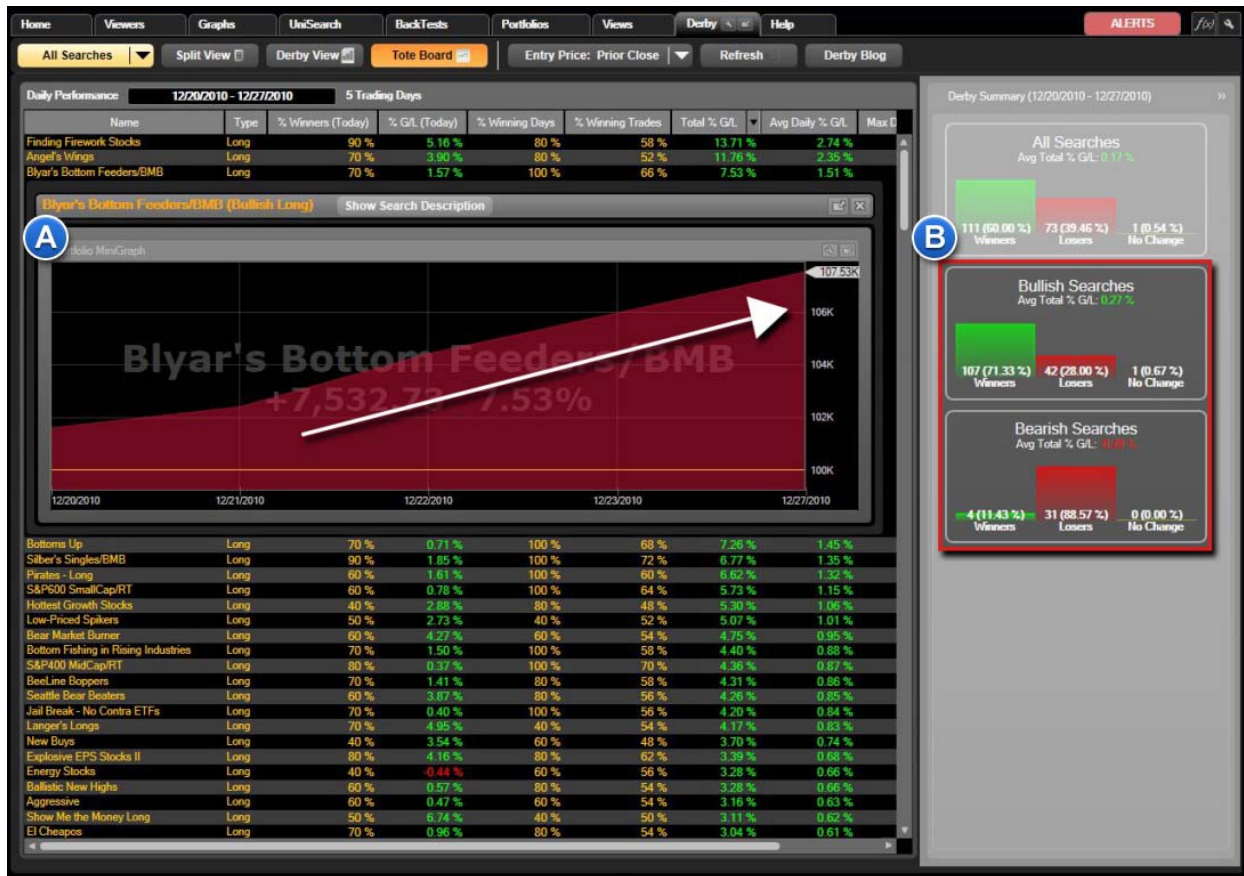 Home Viewers Graphs UniSearch BackTests Portfolios Views Derby Help ALERTS f(x)
All Searches Split View Derby View Tote Board Entry Price: Prior Close Refresh Derby Blog
Daily Performance 12/20/2010 - 12/27/2010 5 Trading Days
Name Type % Winners (Today) % G/L (Today) % Winning Days % Winning Trades Total % G/L Avg Daily % G/L Max D
Finding Firework Stocks Long 90 % 5.16 % 80 % 58 % 13.71 % 2.74 %
Angel's Wings Long 70 % 3.90 % 80 % 52 % 11.76 % 2.35 %
Blyar's Bottom Feeders/BMB Long 70 % 1.57 % 100 % 66 % 7.53 % 1.51 %
Blyar's Bottom Feeders/BMB (Bullish Long) Show Search Description
A
tfolio MiniGraph
107.53K
106K
104K
102K
100K
Blyar's Bottom Feeders/BMB
+7,532.73 7.53%
12/20/2010 12/21/2010 12/22/2010 12/23/2010 12/27/2010
Bottoms Up Long 70 % 0.71 % 100 % 68 % 7.26 % 1.45 %
Silber's Singles/BMB Long 90 % 1.85 % 100 % 72 % 6.77 % 1.35 %
Pirates - Long Long 60 % 1.61 % 100 % 60 % 6.62 % 1.32 %
S&P600 SmallCap/RT Long 60 % 0.78 % 100 % 64 % 5.73 % 1.15 %
Hottest Growth Stocks Long 40 % 2.88 % 80 % 48 % 5.30 % 1.06 %
Low-Priced Spikers Long 50 % 2.73 % 40 % 52 % 5.07 % 1.01 %
Bear Market Burner Long 60 % 4.27 % 60 % 54 % 4.75 % 0.95 %
Bottom Fishing in Rising Industries Long 70 % 1.50 % 100 % 58 % 4.40 % 0.88 %
S&P400 MidCap/RT Long 80 % 0.37 % 100 % 70 % 4.36 % 0.87 %
BeeLine Boppers Long 70 % 1.41 % 80 % 58 % 4.31 % 0.86 %
Seattle Bear Beaters Long 60 % 3.87 % 80 % 56 % 4.26 % 0.85 %
Jail Break - No Contra ETFs Long 70 % 0.40 % 100 % 56 % 4.20 % 0.84 %
Langer's Longs Long 70 % 4.95 % 40 % 54 % 4.17 % 0.83 %
New Buys Long 40 % 3.54 % 60 % 48 % 3.70 % 0.74 %
Explosive EPS Stocks II Long 80 % 4.16 % 80 % 62 % 3.39 % 0.68 %
Energy Stocks Long 40 % -0.44 % 60 % 56 % 3.28 % 0.66 %
Ballistic New Highs Long 60 % 0.57 % 80 % 54 % 3.28 % 0.66 %
Aggressive Long 60 % 0.47 % 60 % 54 % 3.16 % 0.63 %
Show Me the Money Long Long 50 % 6.74 % 40 % 50 % 3.11 % 0.62 %
El Cheapos Long 70 % 0.96 % 80 % 54 % 3.04 % 0.61 %
Derby Summary (12/20/2010 - 12/27/2010) »
All Searches
Avg Total % G/L: 0.17 %
B
111 (60.00 %) 73 (39.46 %) 1 (0.54 %)
Winners Losers No Change
Bullish Searches
Avg Total % G/L: 0.27 %
107 (71.33 %) 42 (28.00 %) 1 (0.67 %)
Winners Losers No Change
Bearish Searches
Avg Total % G/L:
4 (11.43 %) 31 (88.57 %) 0 (0.00 %)
Winners Losers No Change